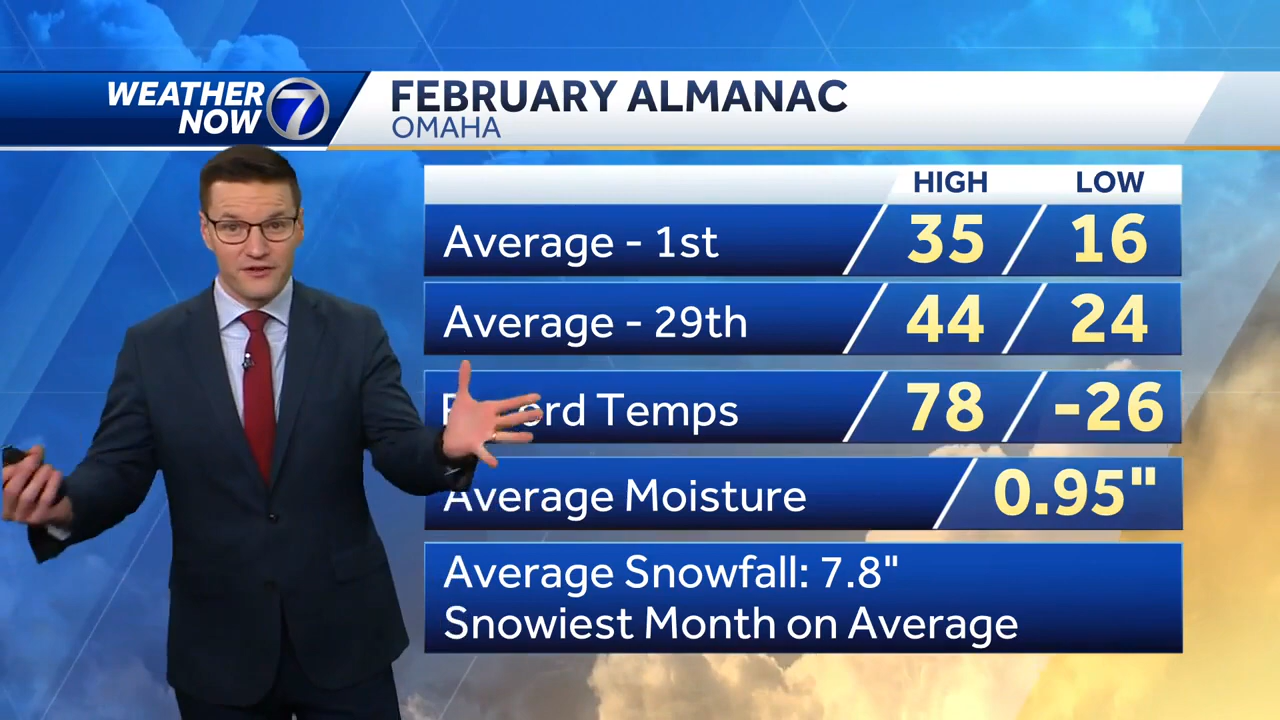 WEATHER
NOW 7
FEBRUARY ALMANAC
OMAHA
HIGH LOW
Average - 1st 35 16
Average - 29th 44 24
Temps 78 -26
Average Moisture 0.95"
Average Snowfall: 7.8"
Snowiest Month on Average